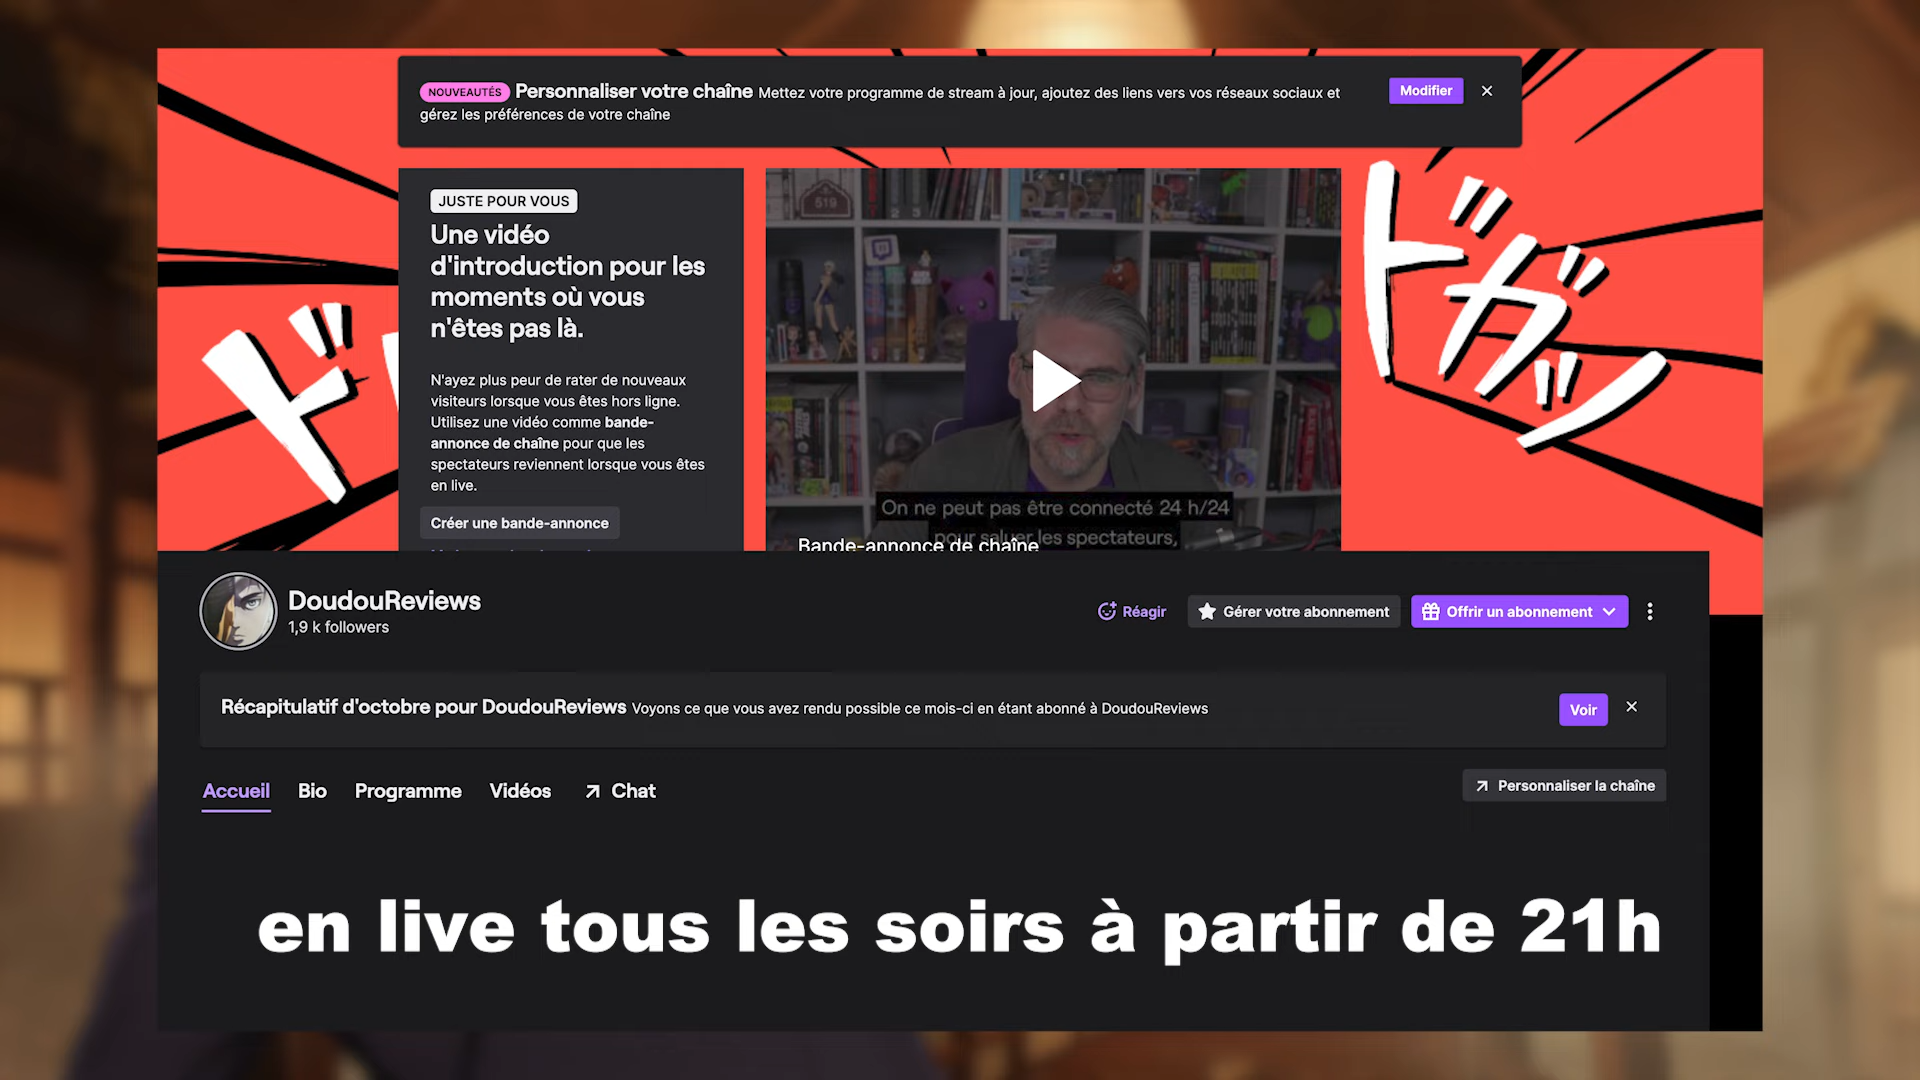 NOUVEAUTÉS Personnaliser votre chaîne Mettez votre programme de stream à jour, ajoutez des liens vers vos réseaux sociaux et
gérez les préférences de votre chaîne
Modifier
JUSTE POUR VOUS
Une vidéo
d'introduction pour les
moments où vous
n'êtes pas là.
N'ayez plus peur de rater de nouveaux
visiteurs lorsque vous êtes hors ligne.
Utilisez une vidéo comme bande-
annonce de chaîne pour que les
spectateurs reviennent lorsque vous êtes
en live.
Créer une bande-annonce
519
On ne peut pas être connecté 24 h/24
pour saluer les spectateurs,
Bande-annonce de chaîne
ド
ドガッ
DoudouReviews
1,9 k followers
Réagir
Gérer votre abonnement
Offrir un abonnement
Récapitulatif d'octobre pour DoudouReviews Voyons ce que vous avez rendu possible ce mois-ci en étant abonné à DoudouReviews
Voir
Accueil Bio Programme Vidéos Chat
Personnaliser la chaîne
en live tous les soirs à partir de 21h